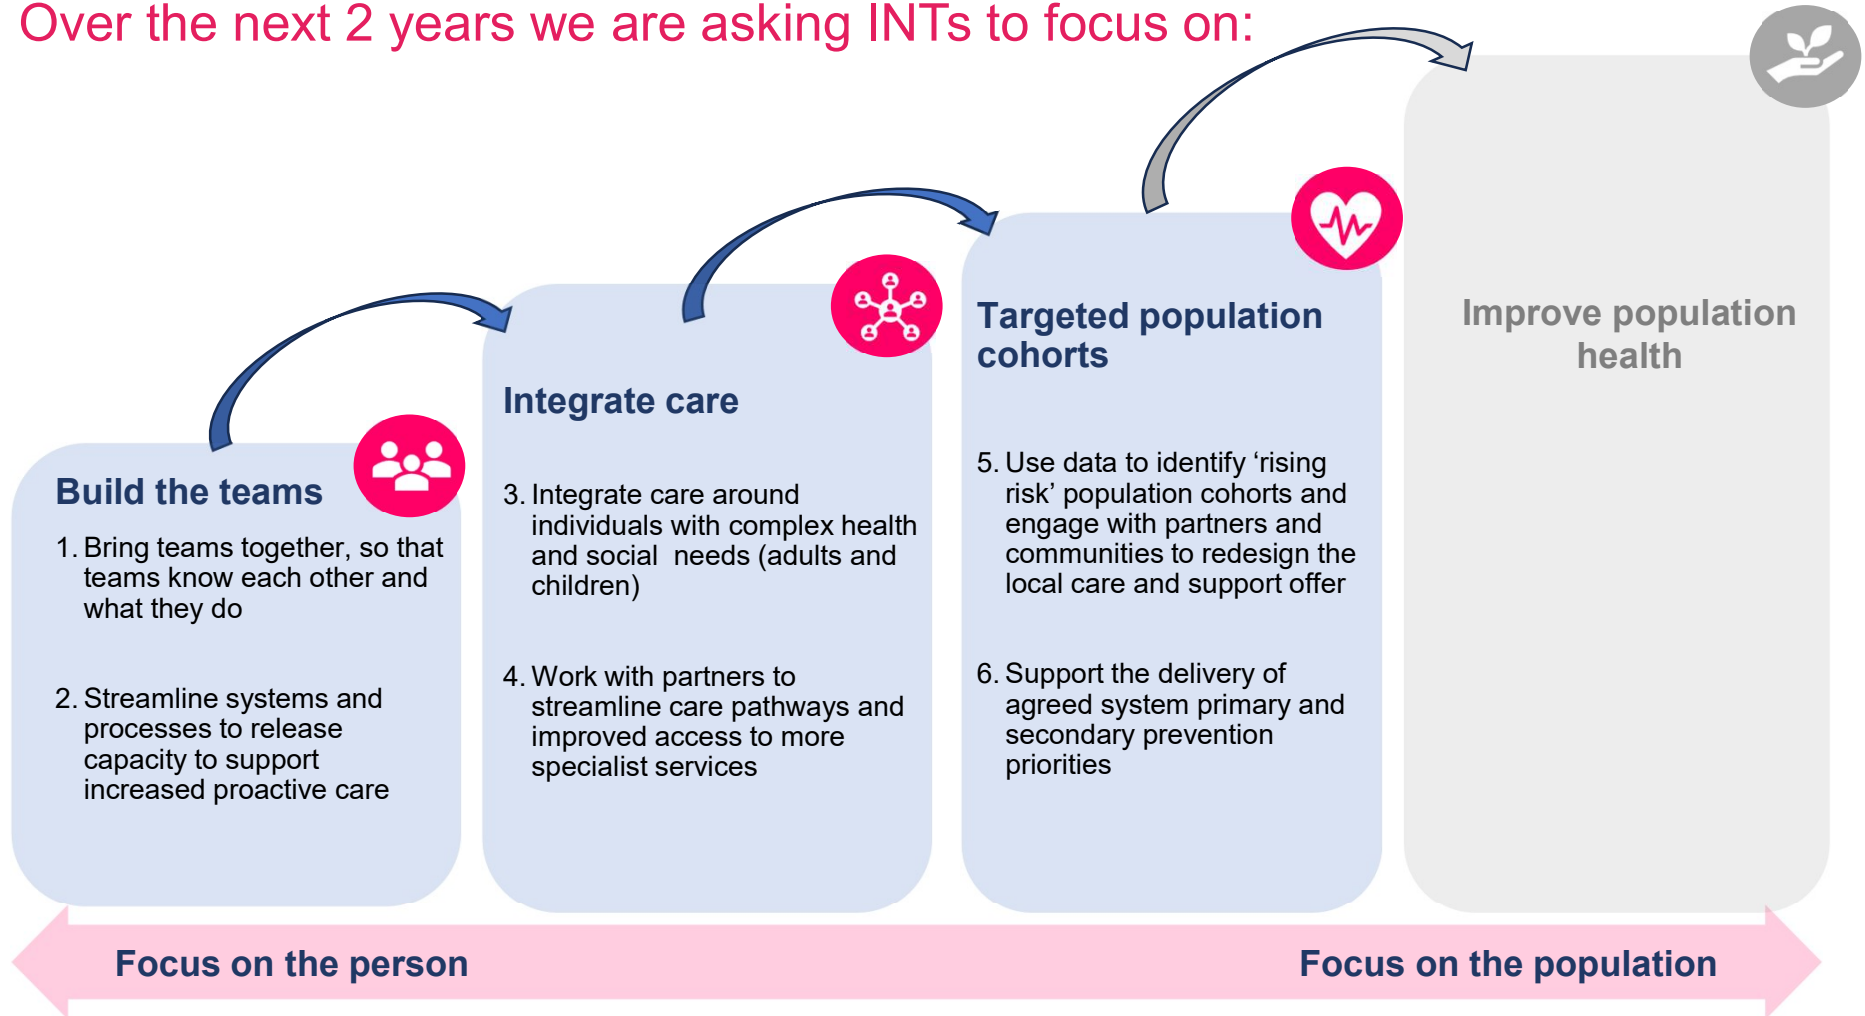 Over the next 2 years we are asking INTs to focus on:
Build the teams
1. Bring teams together, so that
teams know each other and
what they do
2. Streamline systems and
processes to release
capacity to support
increased proactive care
Integrate care
3. Integrate care around
individuals with complex health
and social  needs (adults and
children)
4. Work with partners to
streamline care pathways and
improved access to more
specialist services
Targeted population
cohorts
5. Use data to identify ‘rising
risk’ population cohorts and
engage with partners and
communities to redesign the
local care and support offer
6. Support the delivery of
agreed system primary and
secondary prevention
priorities
Improve population
health
Focus on the person
Focus on the population